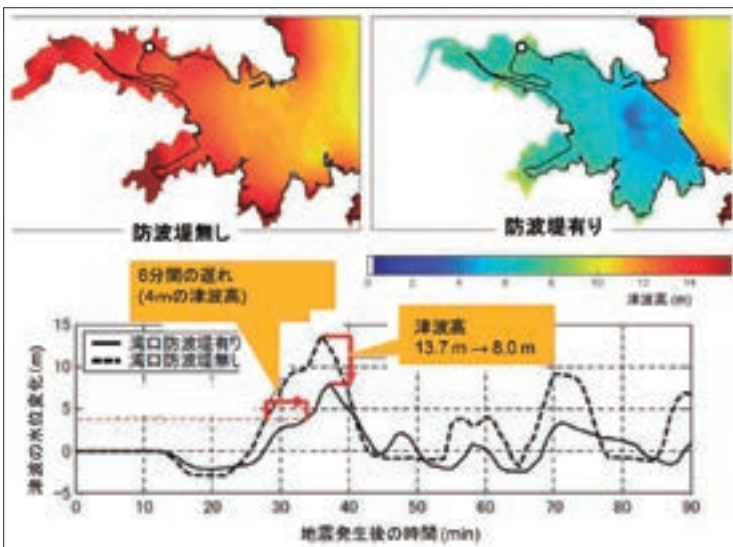 防波堤無し
防波堤有り
0 2 4 6 8 10 12 14
津波高 (m)
6分間の遅れ
(4mの津波高)
津波高
13.7 m → 8.0 m
湾口防波堤有り
湾口防波堤無し
津波の水位変化(m)
15
10
5
0
-5
0 10 20 30 40 50 60 70 80 90
地震発生後の時間(min)